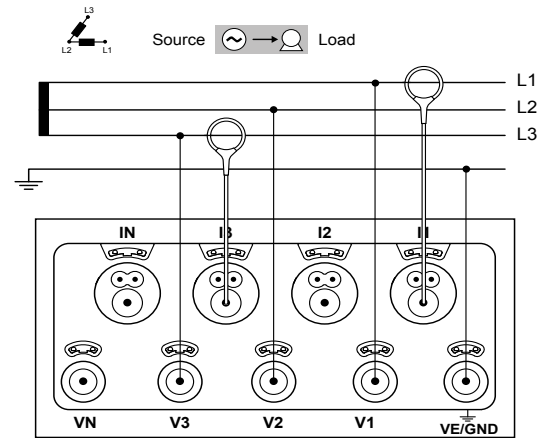 L3
L2 L1
Source Load
L1
L2
L3
IN I3 I2 I1
VN V3 V2 V1 VE/GND